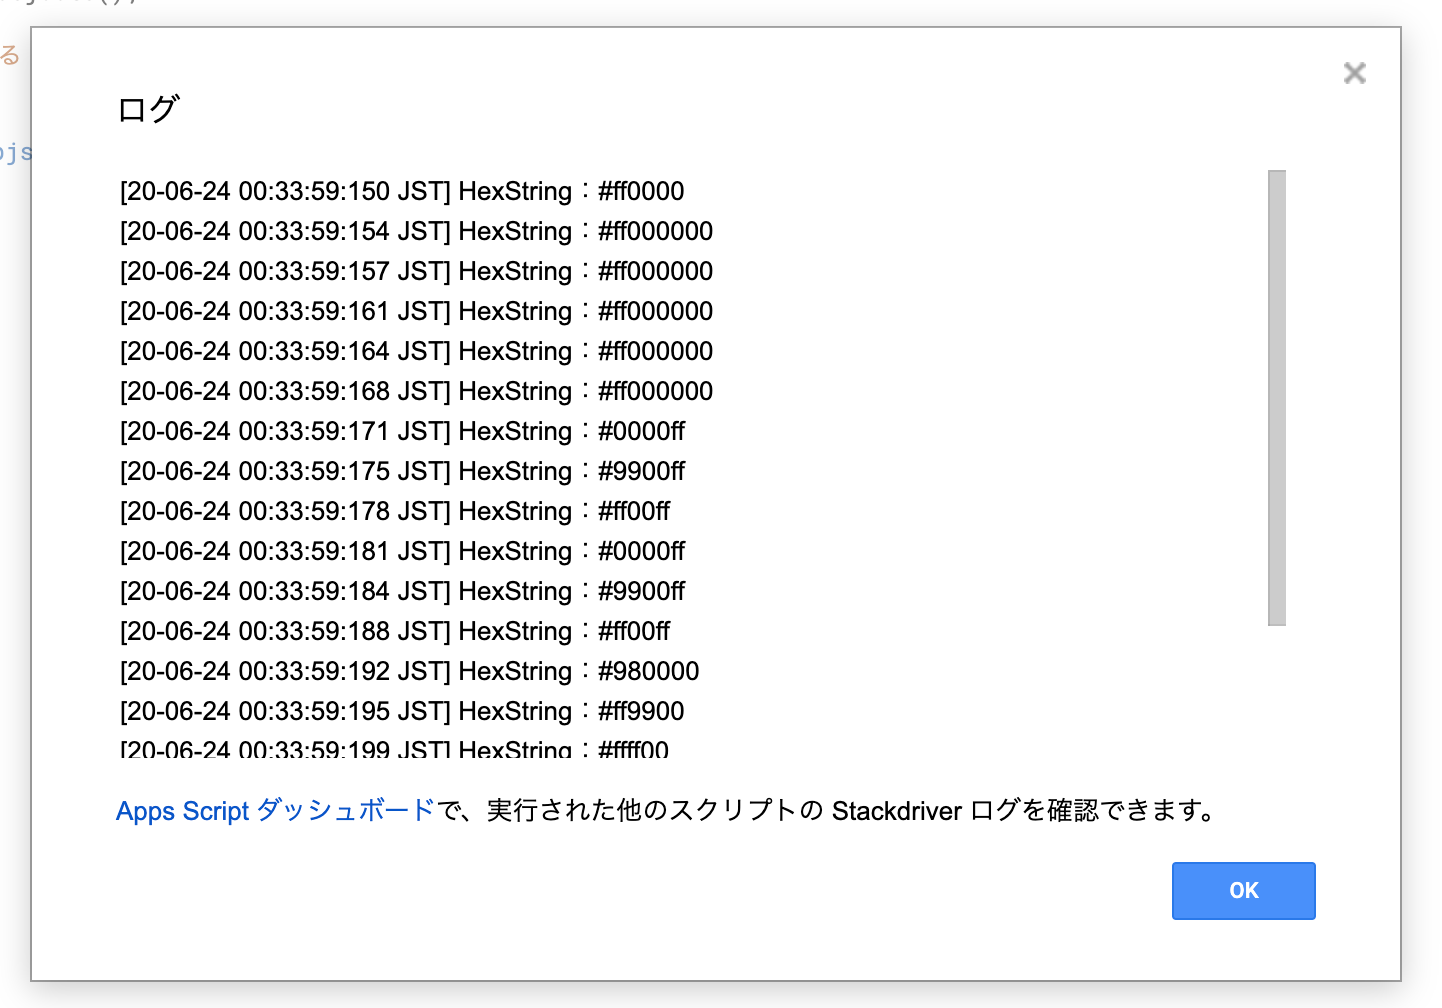 る
ログ
ojs
[20-06-24 00:33:59:150 JST] HexString：#ff0000
[20-06-24 00:33:59:154 JST] HexString：#ff000000
[20-06-24 00:33:59:157 JST] HexString：#ff000000
[20-06-24 00:33:59:161 JST] HexString：#ff000000
[20-06-24 00:33:59:164 JST] HexString：#ff000000
[20-06-24 00:33:59:168 JST] HexString：#ff000000
[20-06-24 00:33:59:171 JST] HexString：#0000ff
[20-06-24 00:33:59:175 JST] HexString：#9900ff
[20-06-24 00:33:59:178 JST] HexString：#ff00ff
[20-06-24 00:33:59:181 JST] HexString：#0000ff
[20-06-24 00:33:59:184 JST] HexString：#9900ff
[20-06-24 00:33:59:188 JST] HexString：#ff00ff
[20-06-24 00:33:59:192 JST] HexString：#980000
[20-06-24 00:33:59:195 JST] HexString：#ff9900
[20-06-24 00:33:59:199 JST] HexString：#ffff00
Apps Script ダッシュボードで、実行された他のスクリプトの Stackdriver ログを確認できます。
OK